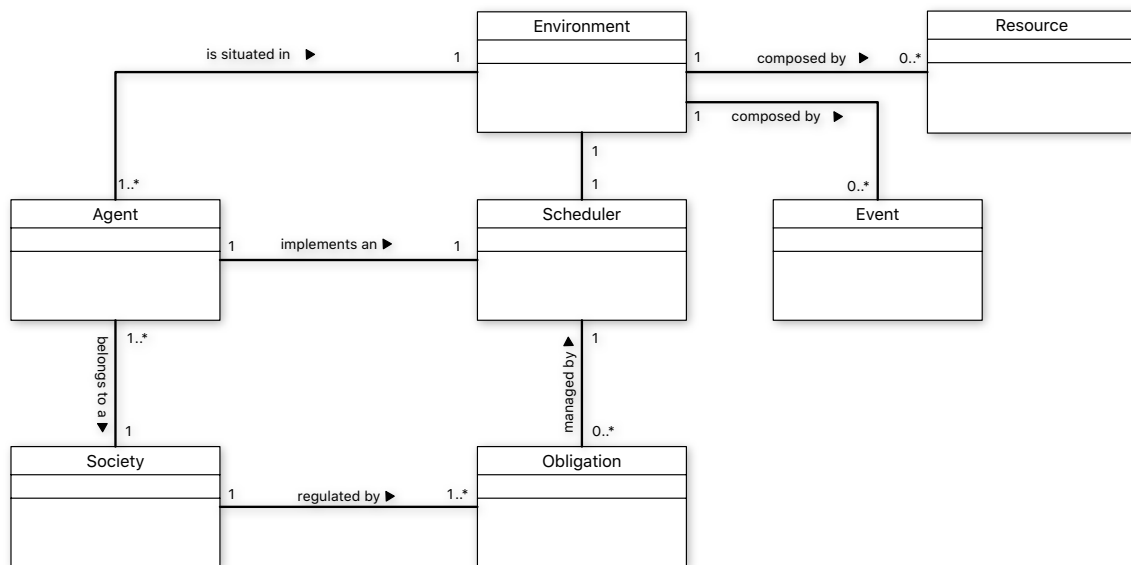 Environment
Resource
is situated in ▶
1
1
composed by ▶
0..*
1
composed by ▶
1
1
1..*
0..*
Agent
Scheduler
Event
1
implements an ▶
1
1..*
belongs to a ▶
1
1
managed by ▶
0..*
Society
Obligation
1
regulated by ▶
1..*